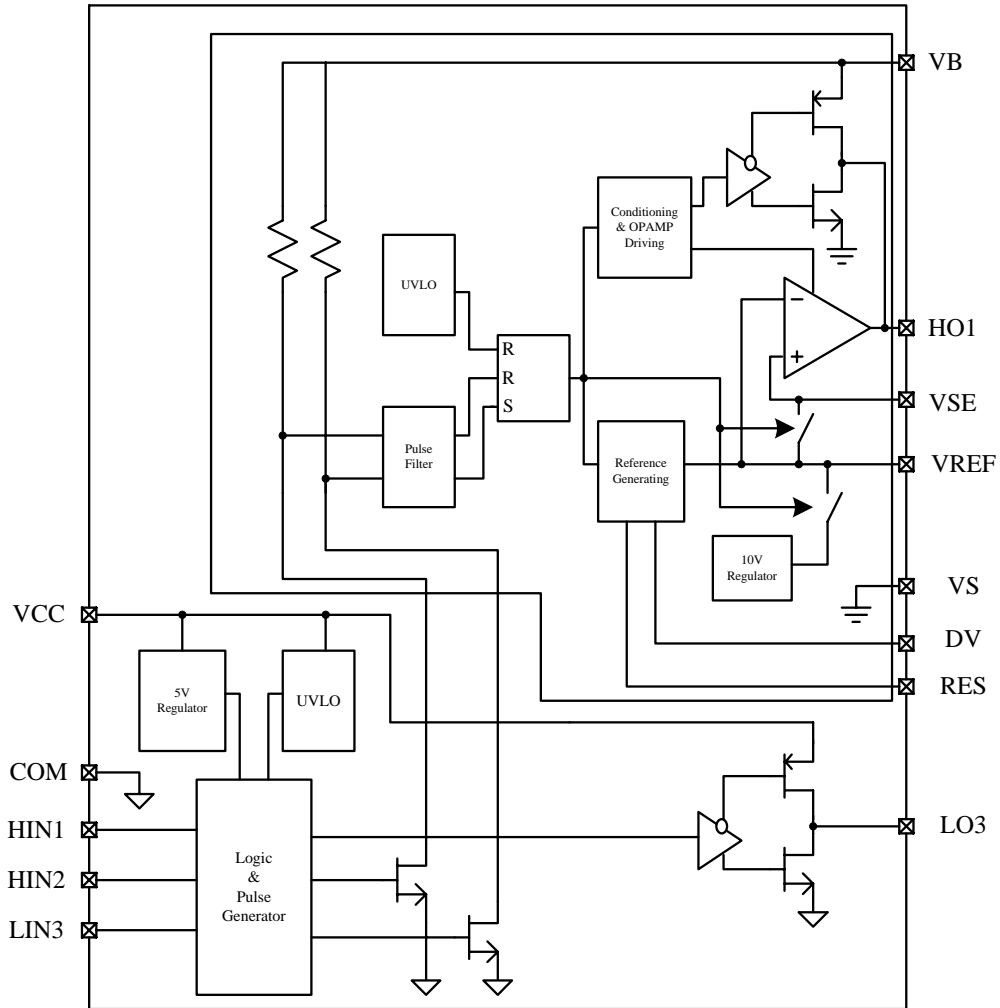 VB
Conditioning
& OPAMP
Driving
UVLO
R
R
S
−
+
HO1
VSE
Pulse
Filter
Reference
Generating
VREF
10V
Regulator
VS
VCC
DV
RES
5V
Regulator
UVLO
COM
HIN1
HIN2
LIN3
Logic
&
Pulse
Generator
LO3